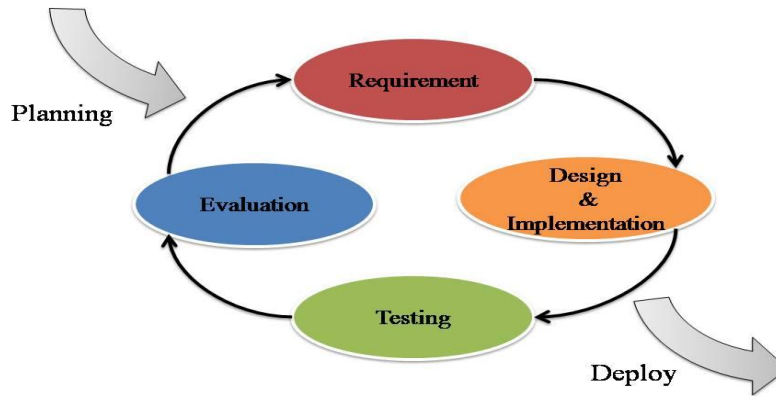 Requirement
Planning
Design
&
Implementation
Evaluation
Testing
Deploy